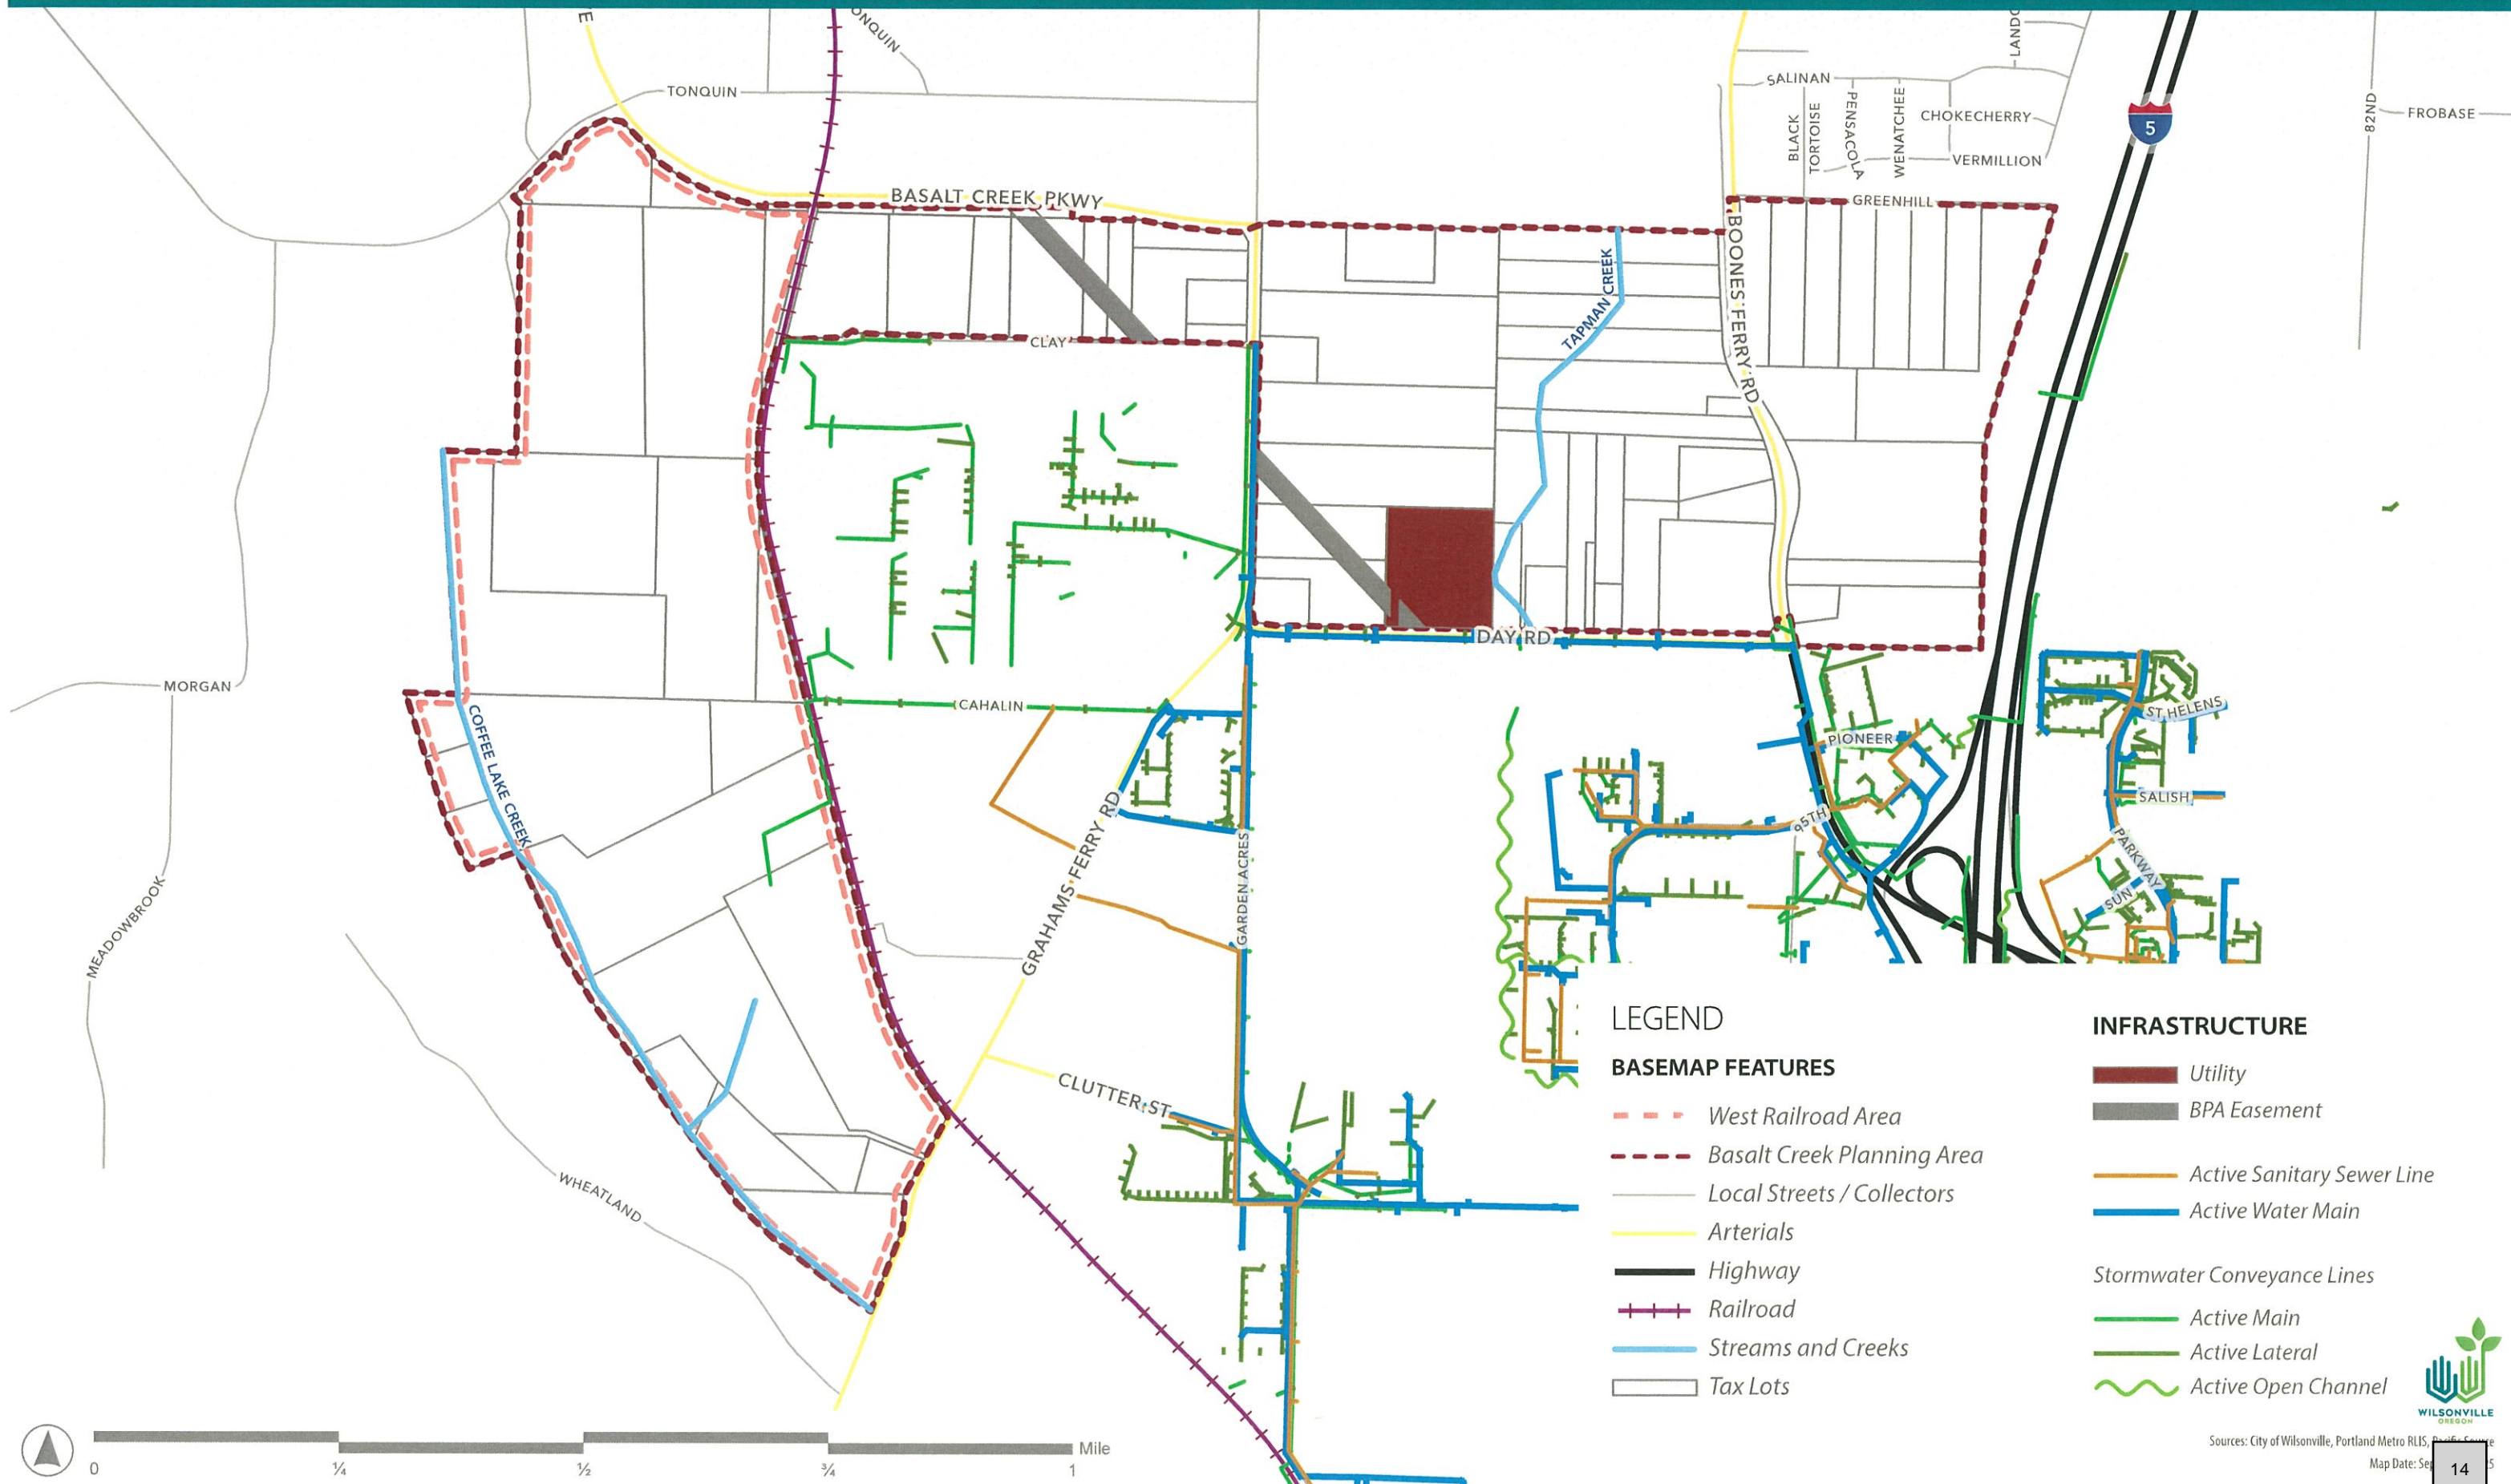 E
ONQUIN
TONQUIN
SALINAN
BLACK TORTOISE
PENSACOLA
WENATCHEE
CHOKECHERRY
VERMILLION
5
82ND
FROBASE
BASALT CREEK PKWY
GREENHILL
BOONES FERRY RD
TAPMAN CREEK
CLAY
DAY RD
MORGAN
COFFEE LAKE CREEK
CAHALIN
PIONEER
ST HELENS
SALISH
95TH
PARKWAY
SUN
GRAHAMS FERRY RD
GARDEN ACRES
MEADOWBROOK
CLUTTER ST
WHEATLAND
LEGEND
BASEMAP FEATURES
West Railroad Area
Basalt Creek Planning Area
Local Streets / Collectors
Arterials
Highway
Railroad
Streams and Creeks
Tax Lots
INFRASTRUCTURE
Utility
BPA Easement
Active Sanitary Sewer Line
Active Water Main
Stormwater Conveyance Lines
Active Main
Active Lateral
Active Open Channel
WILSONVILLE
OREGON
Sources: City of Wilsonville, Portland Metro RLIS,
Map Date:
14
0 ¼ ½ ¾ 1
Mile